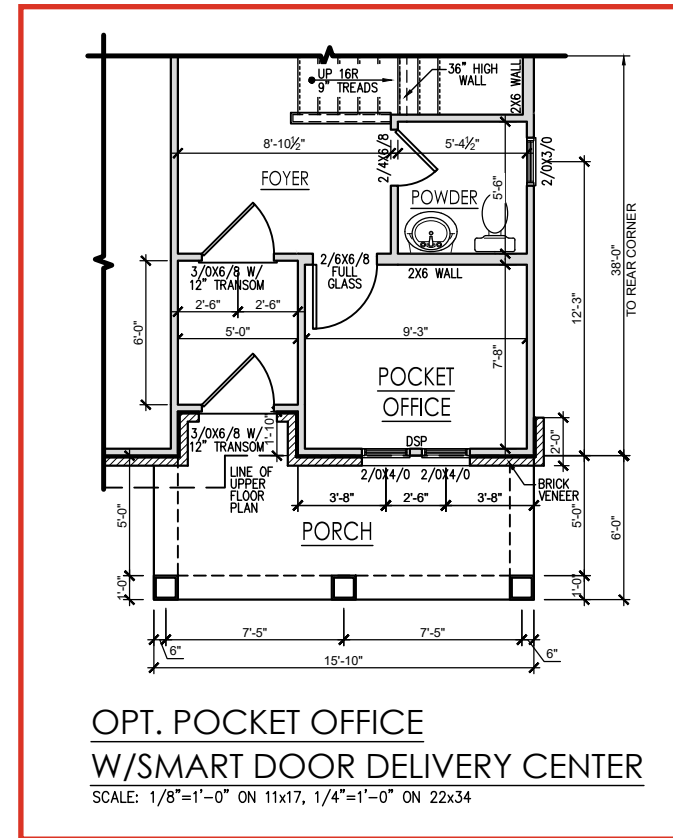 UP 16R
9" TREADS
36" HIGH
WALL
2X6 WALL
8'-10½"
5'-4½"
2/4X6/8
2/0X3/0
FOYER
POWDER
5'-6"
38'-0"
TO REAR CORNER
12'-3"
3/0X6/8 W/
12" TRANSOM
2/6X6/8
FULL
GLASS
2X6 WALL
2'-6"
2'-6"
6'-0"
5'-0"
9'-3"
7'-8"
POCKET
OFFICE
3/0X6/8 W/
12" TRANSOM
1'-10"
DSP
2'-0"
2/0X4/0
2/0X4/0
LINE OF
UPPER
FLOOR
PLAN
BRICK
VENEER
3'-8"
2'-6"
3'-8"
5'-0"
5'-0"
6'-0"
PORCH
1'-0"
1'-0"
7'-5"
7'-5"
6"
6"
15'-10"
OPT. POCKET OFFICE
W/SMART DOOR DELIVERY CENTER
SCALE: 1/8"=1'-0" ON 11x17, 1/4"=1'-0" ON 22x34